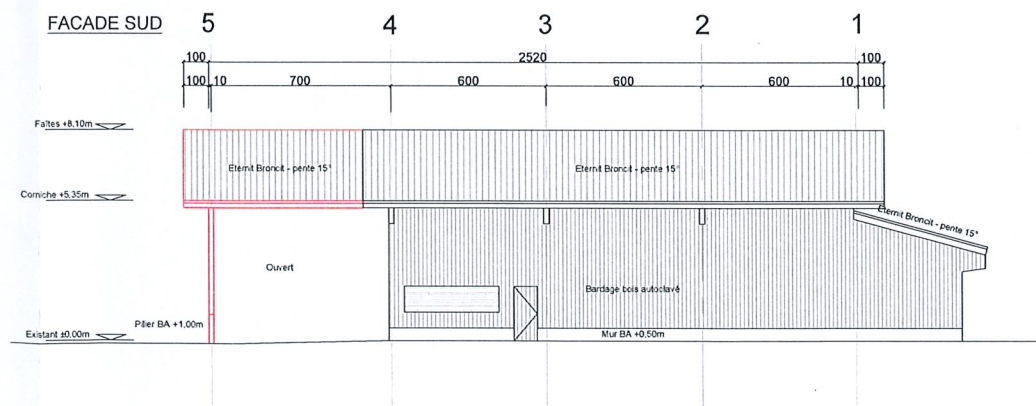 FACADE SUD 5 4 3 2 1
100 2520 100
100 10 700 600 600 600 10 100
Faîtes +8,10m
Eternit Broncit - pente 15° Eternit Broncit - pente 15°
Corniche +5,35m
Eternit Broncit - pente 15°
Ouvert
Bardage bois autoclavé
Pilier BA +1,00m
Existant ±0.00m
Mur BA +0,50m